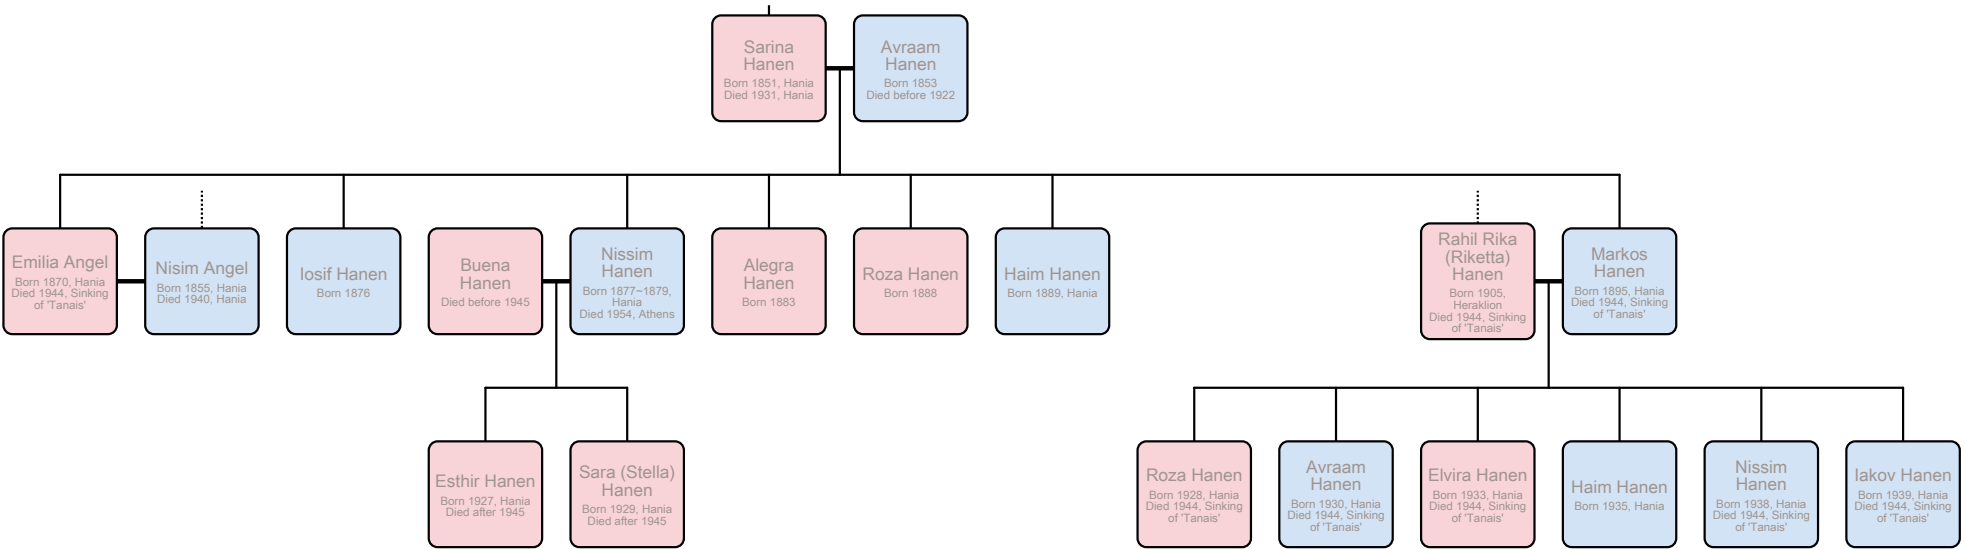 Sarina
Hanen
Born 1851, Hania
Died 1931, Hania
Avraam
Hanen
Born 1853
Died before 1922
Emilia Angel
Born 1870, Hania
Died 1944, Sinking
of 'Tanais'
Nisim Angel
Born 1855, Hania
Died 1940, Hania
Iosif Hanen
Born 1876
Buena
Hanen
Died before 1945
Nissim
Hanen
Born 1877~1879,
Hania
Died 1954, Athens
Alegra
Hanen
Born 1883
Roza Hanen
Born 1888
Haim Hanen
Born 1889, Hania
Rahil Rika
(Riketta)
Hanen
Born 1905,
Heraklion
Died 1944, Sinking
of 'Tanais'
Markos
Hanen
Born 1895, Hania
Died 1944, Sinking
of 'Tanais'
Esthir Hanen
Born 1927, Hania
Died after 1945
Sara (Stella)
Hanen
Born 1929, Hania
Died after 1945
Roza Hanen
Born 1928, Hania
Died 1944, Sinking
of 'Tanais'
Avraam
Hanen
Born 1930, Hania
Died 1944, Sinking
of 'Tanais'
Elvira Hanen
Born 1933, Hania
Died 1944, Sinking
of 'Tanais'
Haim Hanen
Born 1935, Hania
Nissim
Hanen
Born 1938, Hania
Died 1944, Sinking
of 'Tanais'
Iakov Hanen
Born 1939, Hania
Died 1944, Sinking
of 'Tanais'